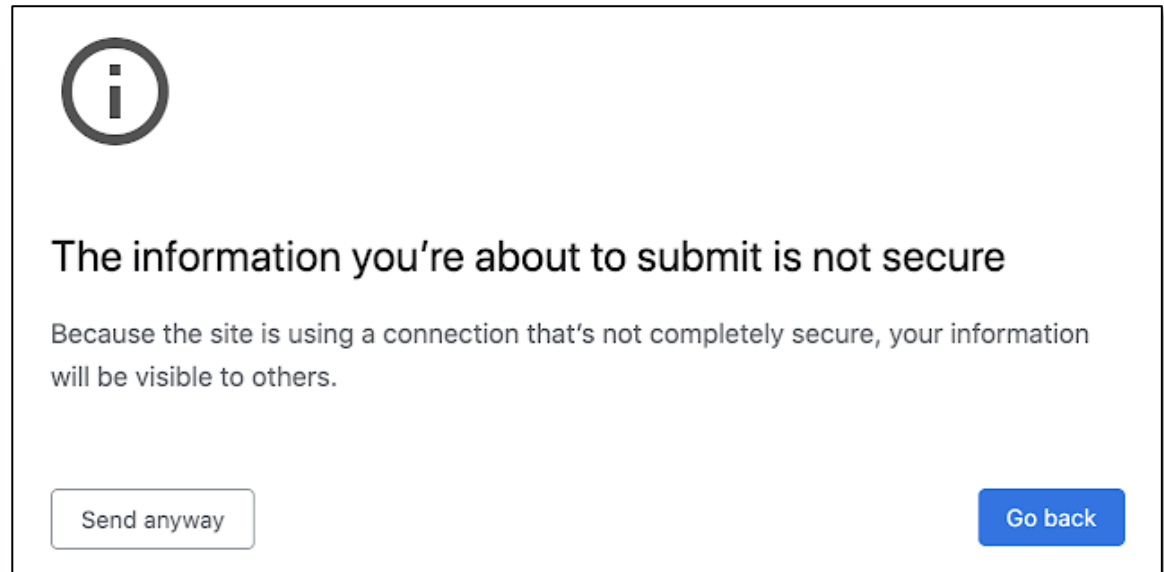 The information you’re about to submit is not secure
Because the site is using a connection that’s not completely secure, your information
will be visible to others.
Send anyway
Go back